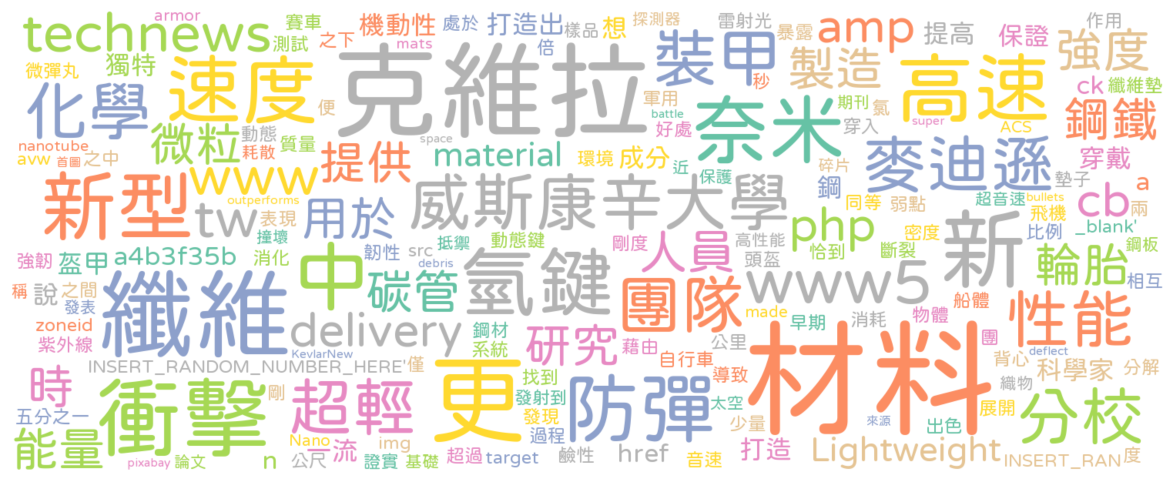 armor
technews
微彈丸
獨特
賽車
測試
之下
機動性
mats
處於
打造出
倍
樣品
想
探測器
雷射光
裝甲
暴露
秒
製造
amp
提高
保證
作用
強度
化學
速度
克維拉
軍用
battle
好處
奈米
期刊
氮
穿入
super
高速
ck
纖維墊
ACS
鋼鐵
nanotube
avw
首圖
之中
微粒
耗散
動態
質量
便
提供
space
material
環境
成分
近
保護
碎片
麥迪遜
穿戴
墊子
新型
www
outperforms
tw
表現
撞壞
用於
威斯康辛大學
鋼
同等
弱點
超音速
bullets
飛機
比例
cb
a
兩
_blank'
鋼板
強韌
盔甲
a4b3f35b
消化
中
韌性
抵禦
src
debris
動態鍵
氫鍵
剛度
人員
高性能
頭盔
php
恰到
密度
斷裂
新
輪胎
相互
稱
說
之間
發表
zoneid
紫外線
纖維
碳管
delivery
鋼材
系統
KevlarNew
團隊
www5
made
早期
消耗
物體
船體
團
deflect
性能
INSERT_RANDOM_NUMBER_HERE'
僅
研究
藉由
公里
自行車
導致
背心
科學家
分解
織物
時
五分之一
衝擊
剛
超輕
更
找到
發射到
發現
過程
防彈
太空
少量
材料
來源
出色
展開
分校
能量
pixabay
論文
n
Nano
公尺
一流
證實
img
基礎
超過
target
鹼性
href
音速
打造
Lightweight
INSERT_RAN
度